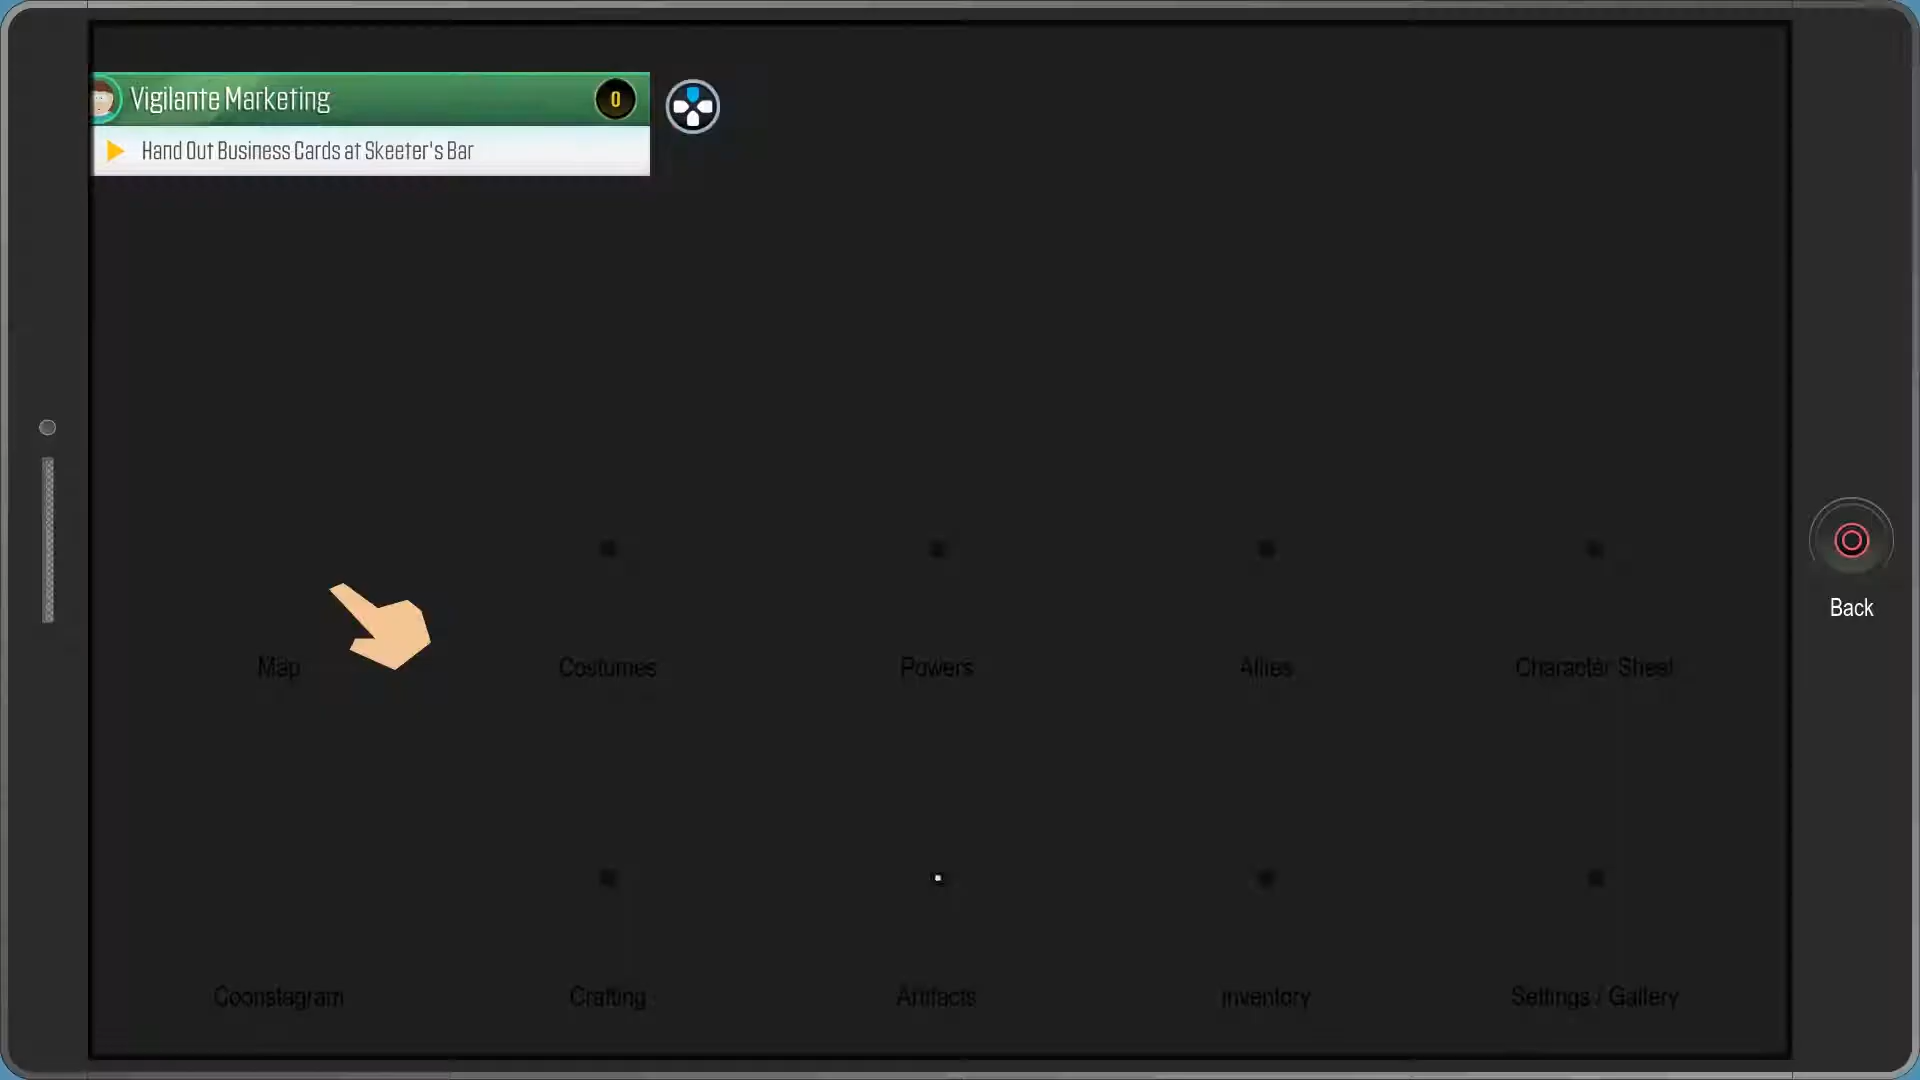 Vigilante Marketing
0
Hand Out Business Cards at Skeeter's Bar
Back
Map
Costumes
Powers
Allies
Character Sheet
Coonstagram
Crafting
Artifacts
Inventory
Settings / Gallery